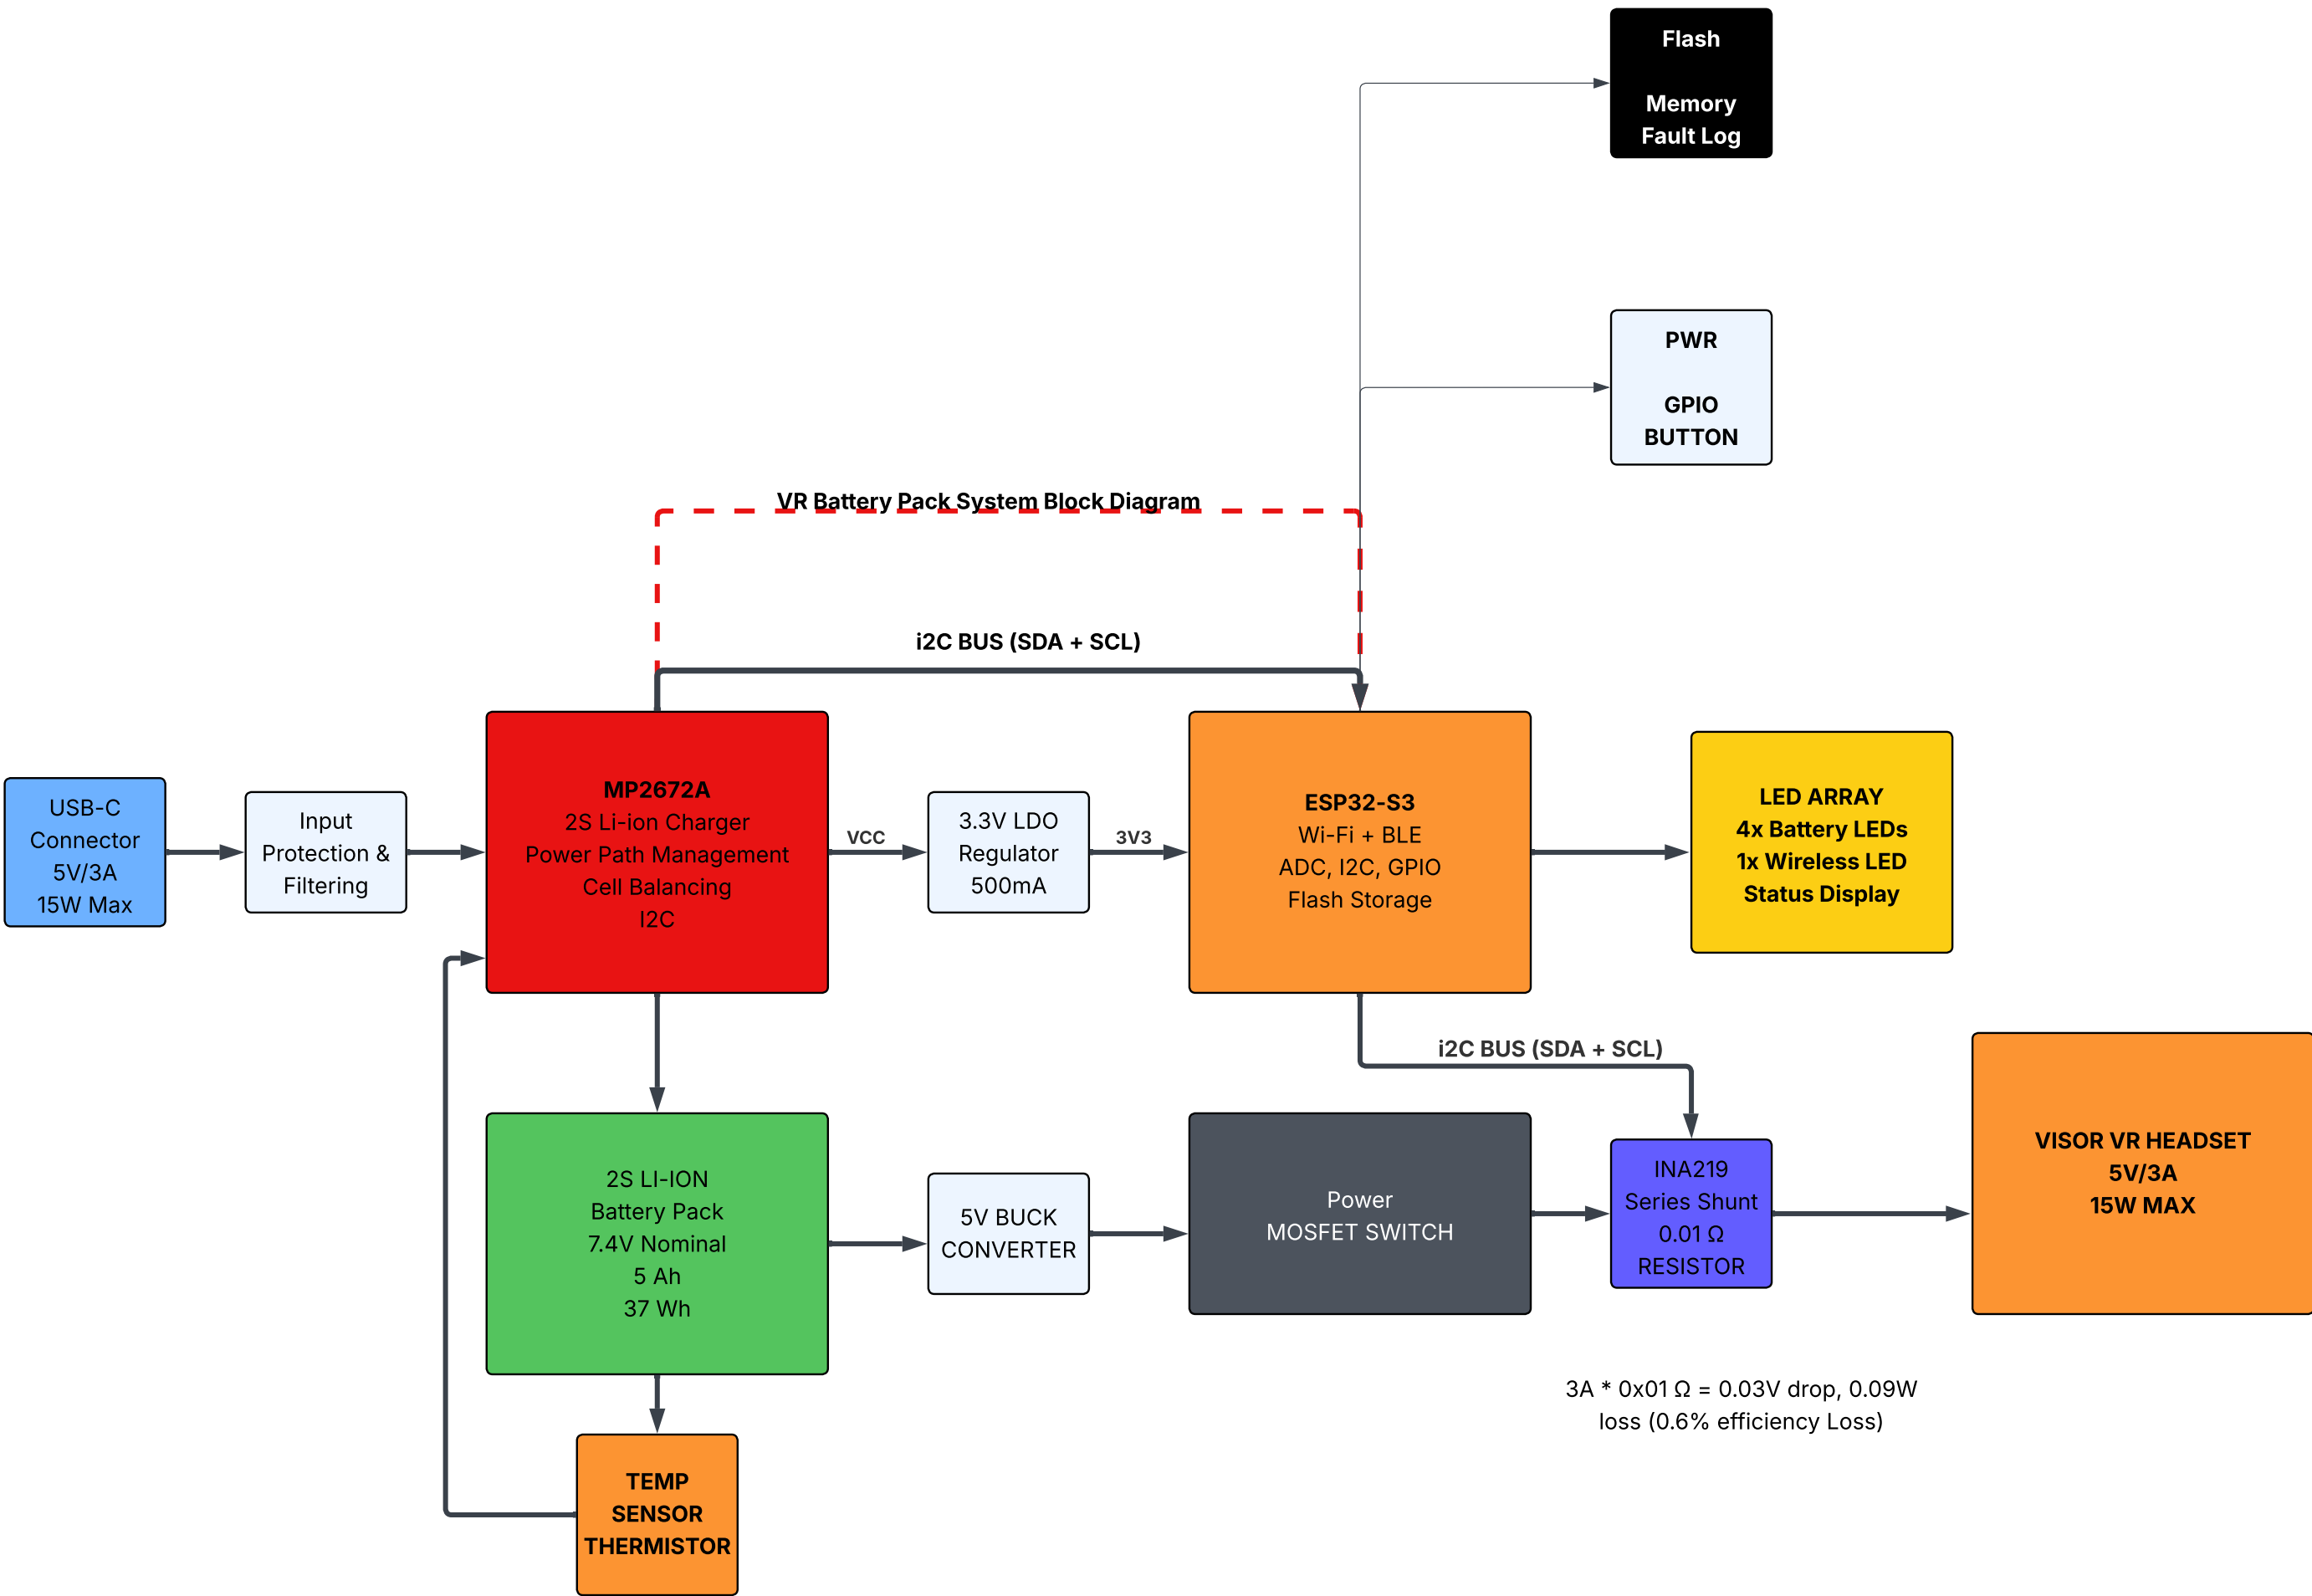 Flash
Memory
Fault Log
PWR
GPIO
BUTTON
VR Battery Pack System Block Diagram
i2C BUS (SDA + SCL)
USB-C
Connector
5V/3A
15W Max
Input
Protection &
Filtering
MP2672A
2S Li-ion Charger
Power Path Management
Cell Balancing
I2C
VCC
3.3V LDO
Regulator
500mA
3V3
ESP32-S3
Wi-Fi + BLE
ADC, I2C, GPIO
Flash Storage
LED ARRAY
4x Battery LEDs
1x Wireless LED
Status Display
i2C BUS (SDA + SCL)
2S LI-ION
Battery Pack
7.4V Nominal
5 Ah
37 Wh
5V BUCK
CONVERTER
Power
MOSFET SWITCH
INA219
Series Shunt
0.01 Ω
RESISTOR
VISOR VR HEADSET
5V/3A
15W MAX
3A * 0x01 Ω = 0.03V drop, 0.09W
loss (0.6% efficiency Loss)
TEMP
SENSOR
THERMISTOR